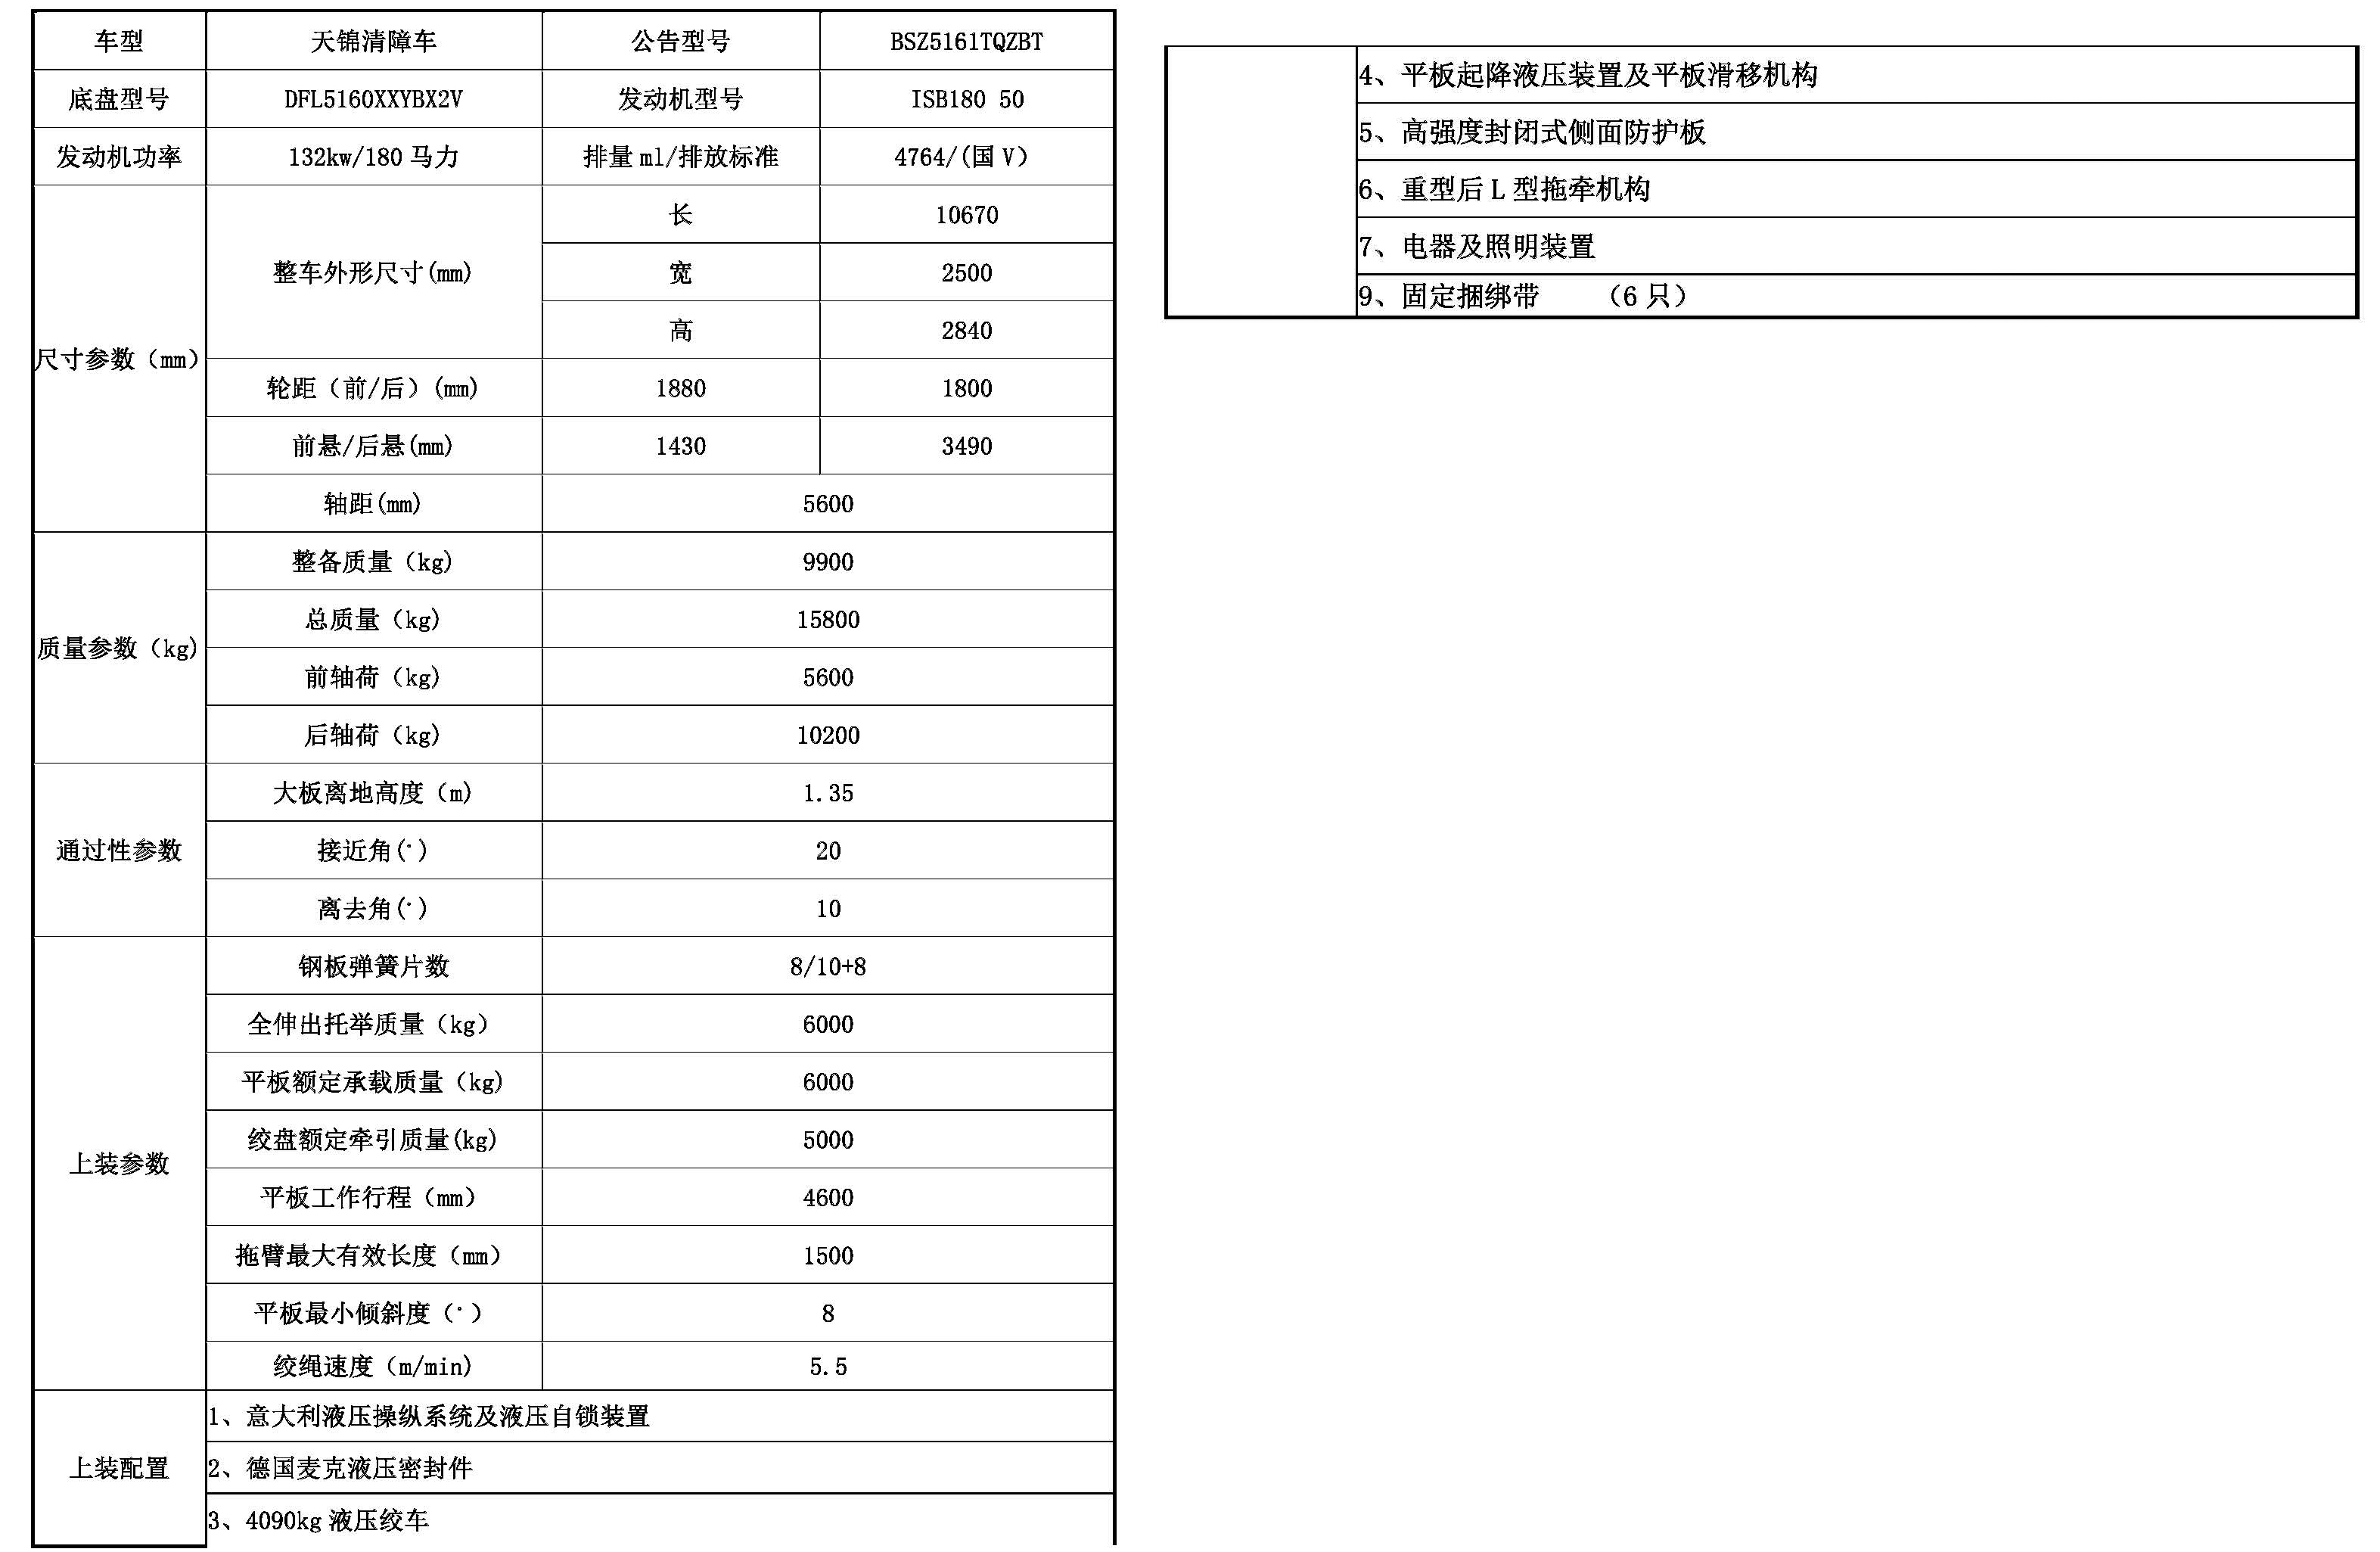 车型 天锦清障车 公告型号 BSZ5161TQZBT
底盘型号 DFL5160XXYBX2V 发动机型号 ISB180 50
发动机功率 132kw/180马力 排量ml/排放标准 4764/(国V)
尺寸参数（mm） 整车外形尺寸(mm) 长 10670
宽 2500
高 2840
轮距（前/后）(mm) 1880 1800
前悬/后悬(mm) 1430 3490
轴距(mm) 5600
质量参数（kg) 整备质量（kg) 9900
总质量（kg) 15800
前轴荷（kg) 5600
后轴荷（kg) 10200
通过性参数 大板离地高度（m) 1.35
接近角(°) 20
离去角(°) 10
上装参数 钢板弹簧片数 8/10+8
全伸出托举质量（kg） 6000
平板额定承载质量（kg) 6000
绞盘额定牵引质量(kg) 5000
平板工作行程（mm） 4600
拖臂最大有效长度（mm） 1500
平板最小倾斜度（°） 8
绞绳速度（m/min) 5.5
上装配置 1、意大利液压操纵系统及液压自锁装置
2、德国麦克液压密封件
3、4090kg液压绞车
4、平板起降液压装置及平板滑移机构
5、高强度封闭式侧面防护板
6、重型后L型拖牵机构
7、电器及照明装置
9、固定捆绑带 （6只）